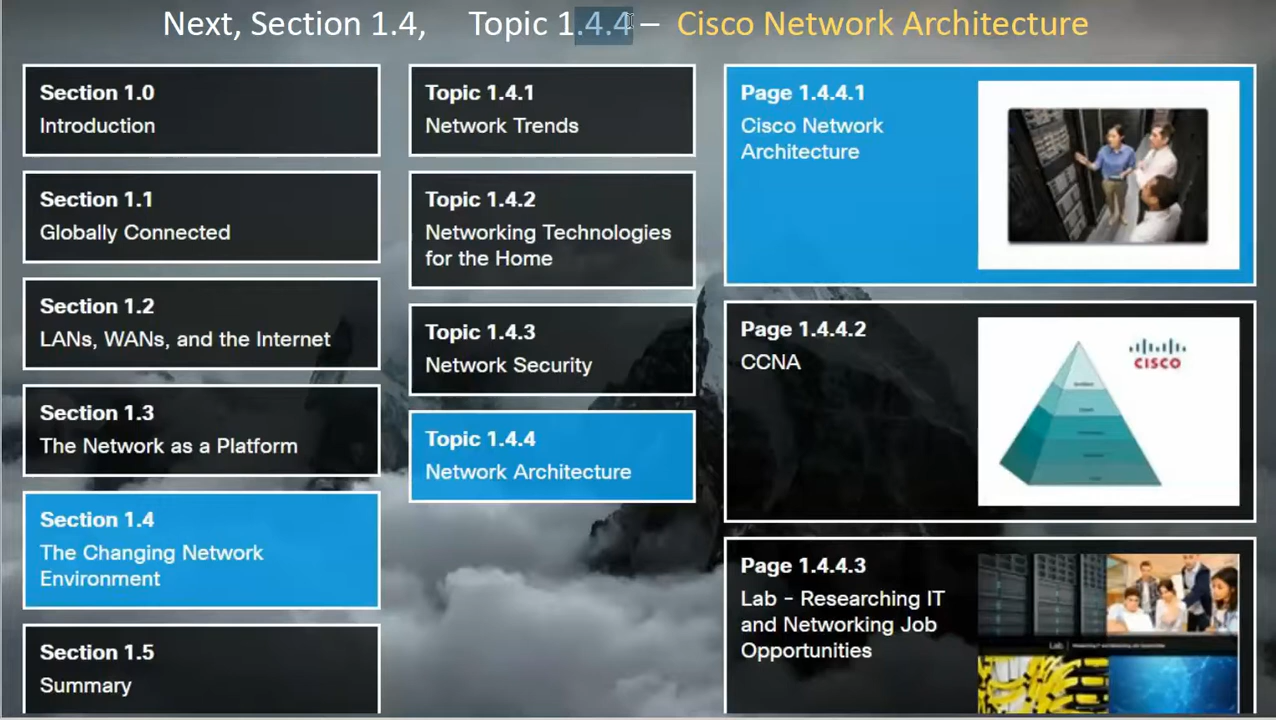 Next, Section 1.4, Topic 1.4.4 – Cisco Network Architecture
Section 1.0
Introduction
Section 1.1
Globally Connected
Section 1.2
LANs, WANs, and the Internet
Section 1.3
The Network as a Platform
Section 1.4
The Changing Network
Environment
Section 1.5
Summary
Topic 1.4.1
Network Trends
Topic 1.4.2
Networking Technologies
for the Home
Topic 1.4.3
Network Security
Topic 1.4.4
Network Architecture
Page 1.4.4.1
Cisco Network
Architecture
Page 1.4.4.2
CCNA
CISCO
Page 1.4.4.3
Lab - Researching IT
and Networking Job
Opportunities
Lab